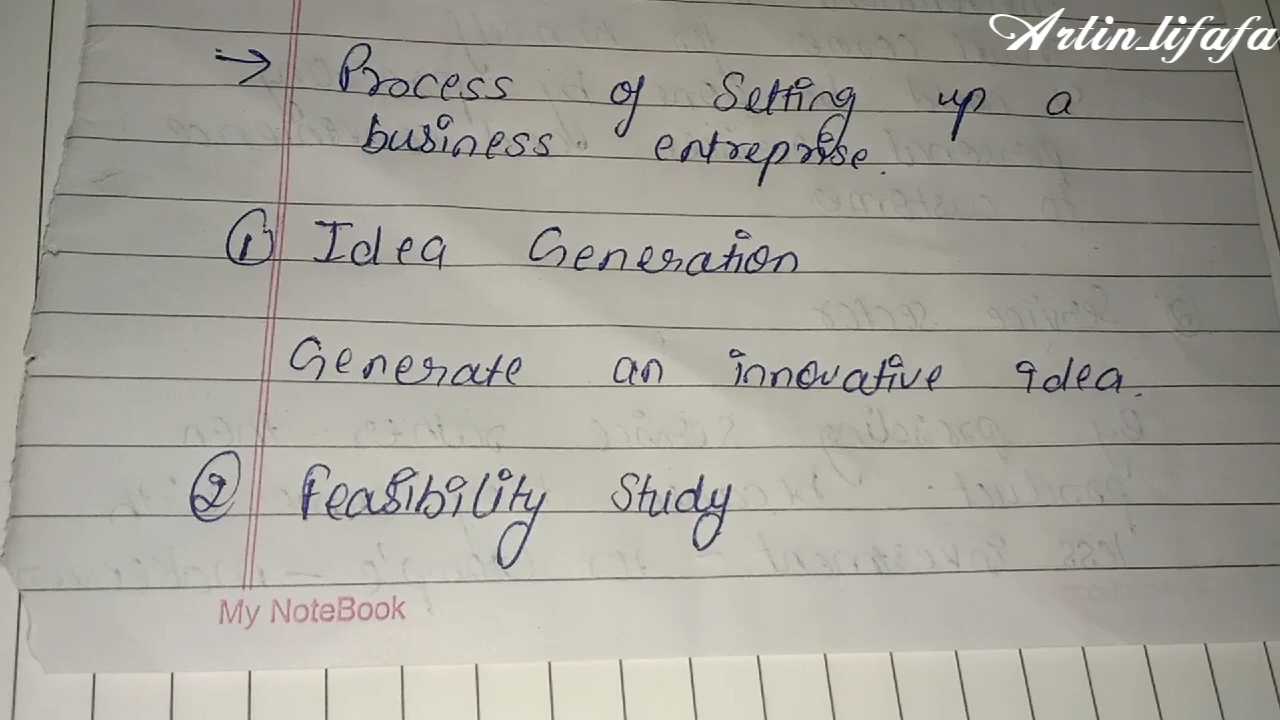 Artin_lifafa
→ Process of Setting up a
business entreprise.
① Idea Generation
Generate an innovative idea.
② Feasibility Study
My NoteBook